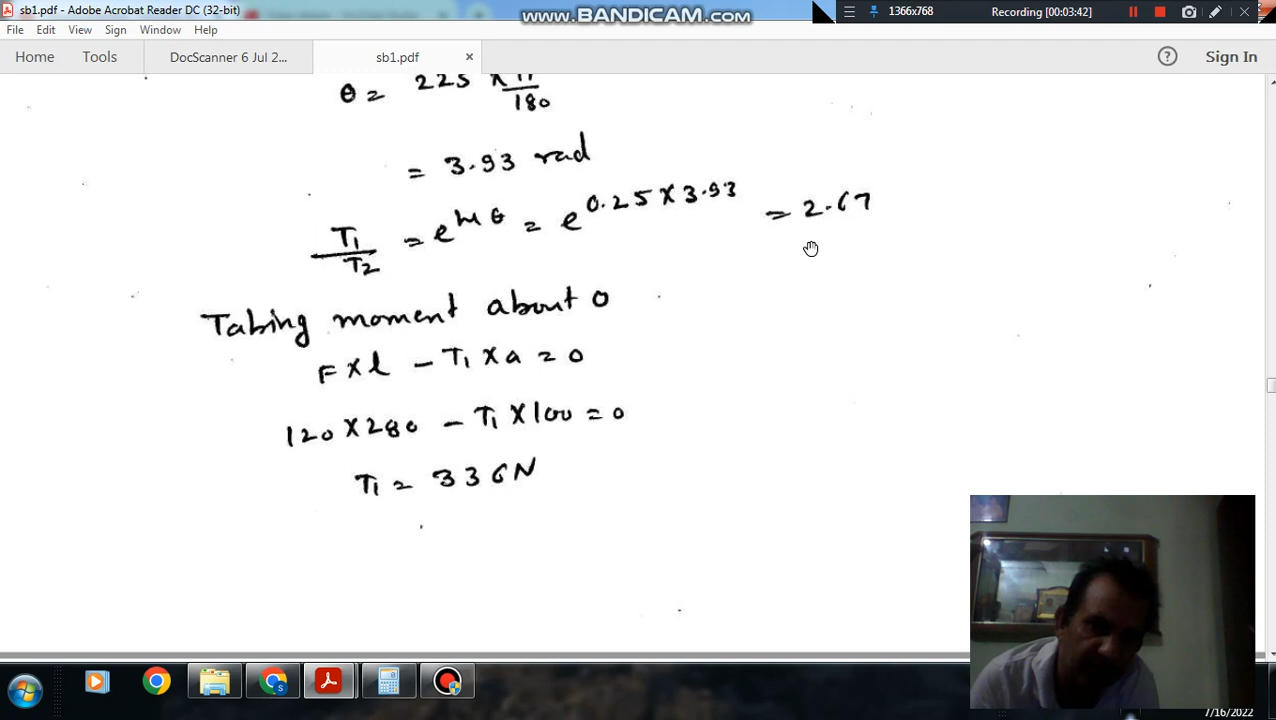 sb1.pdf - Adobe Acrobat Reader DC (32-bit)
www.BANDICAM.com
1366x768
Recording [00:03:42]
File Edit View Sign Window Help
Home Tools DocScanner 6 Jul 2... sb1.pdf × ? Sign In
θ = 225 × π/180
= 3.93 rad
T1/T2 = e^μθ = e^0.25×3.93 = 2.67
Taking moment about O
F×l - T1×a = 0
120×280 - T1×100 = 0
T1 = 336N
7/16/2022